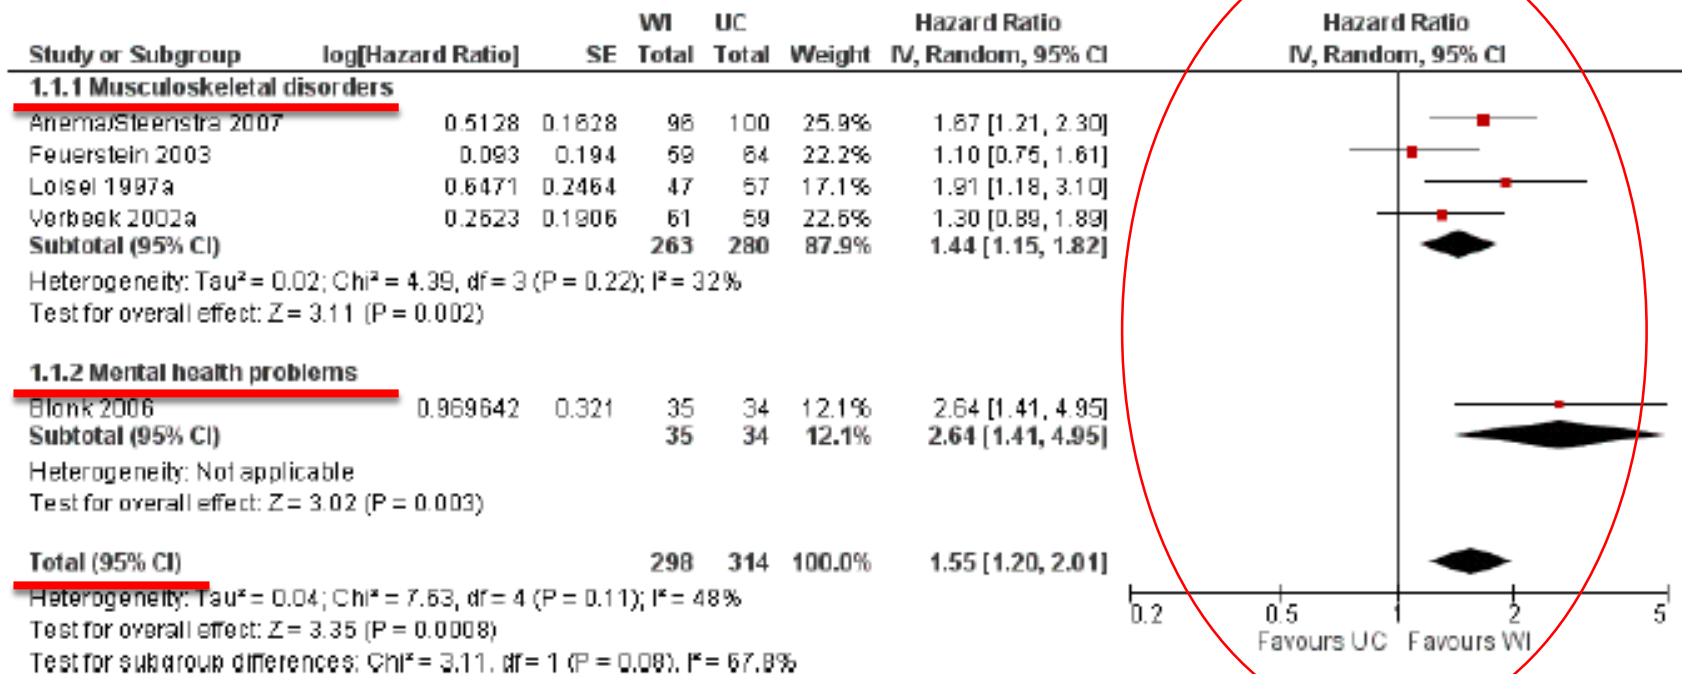 WI UC Hazard Ratio Hazard Ratio
Study or Subgroup log[Hazard Ratio] SE Total Total Weight IV, Random, 95% CI IV, Random, 95% CI
1.1.1 Musculoskeletal disorders
Anema/Steenstra 2007 0.5128 0.1628 96 100 25.9% 1.67 [1.21, 2.30]
Feuerstein 2003 0.093 0.194 59 64 22.2% 1.10 [0.75, 1.61]
Loisel 1997a 0.6471 0.2464 47 57 17.1% 1.91 [1.18, 3.10]
Verbeek 2002a 0.2623 0.1906 61 59 22.6% 1.30 [0.89, 1.89]
Subtotal (95% CI) 263 280 87.9% 1.44 [1.15, 1.82]
Heterogeneity: Tau² = 0.02; Chi² = 4.39, df = 3 (P = 0.22); I² = 32%
Test for overall effect: Z = 3.11 (P = 0.002)
1.1.2 Mental health problems
Blonk 2006 0.969642 0.321 35 34 12.1% 2.64 [1.41, 4.95]
Subtotal (95% CI) 35 34 12.1% 2.64 [1.41, 4.95]
Heterogeneity: Not applicable
Test for overall effect: Z = 3.02 (P = 0.003)
Total (95% CI) 298 314 100.0% 1.55 [1.20, 2.01]
Heterogeneity: Tau² = 0.04; Chi² = 7.63, df = 4 (P = 0.11); I² = 48%
0.2 0.5 1 2 5
Test for overall effect: Z = 3.35 (P = 0.0008)
Favours UC Favours WI
Test for subgroup differences: Chi² = 3.11, df = 1 (P = 0.08), I² = 67.8%